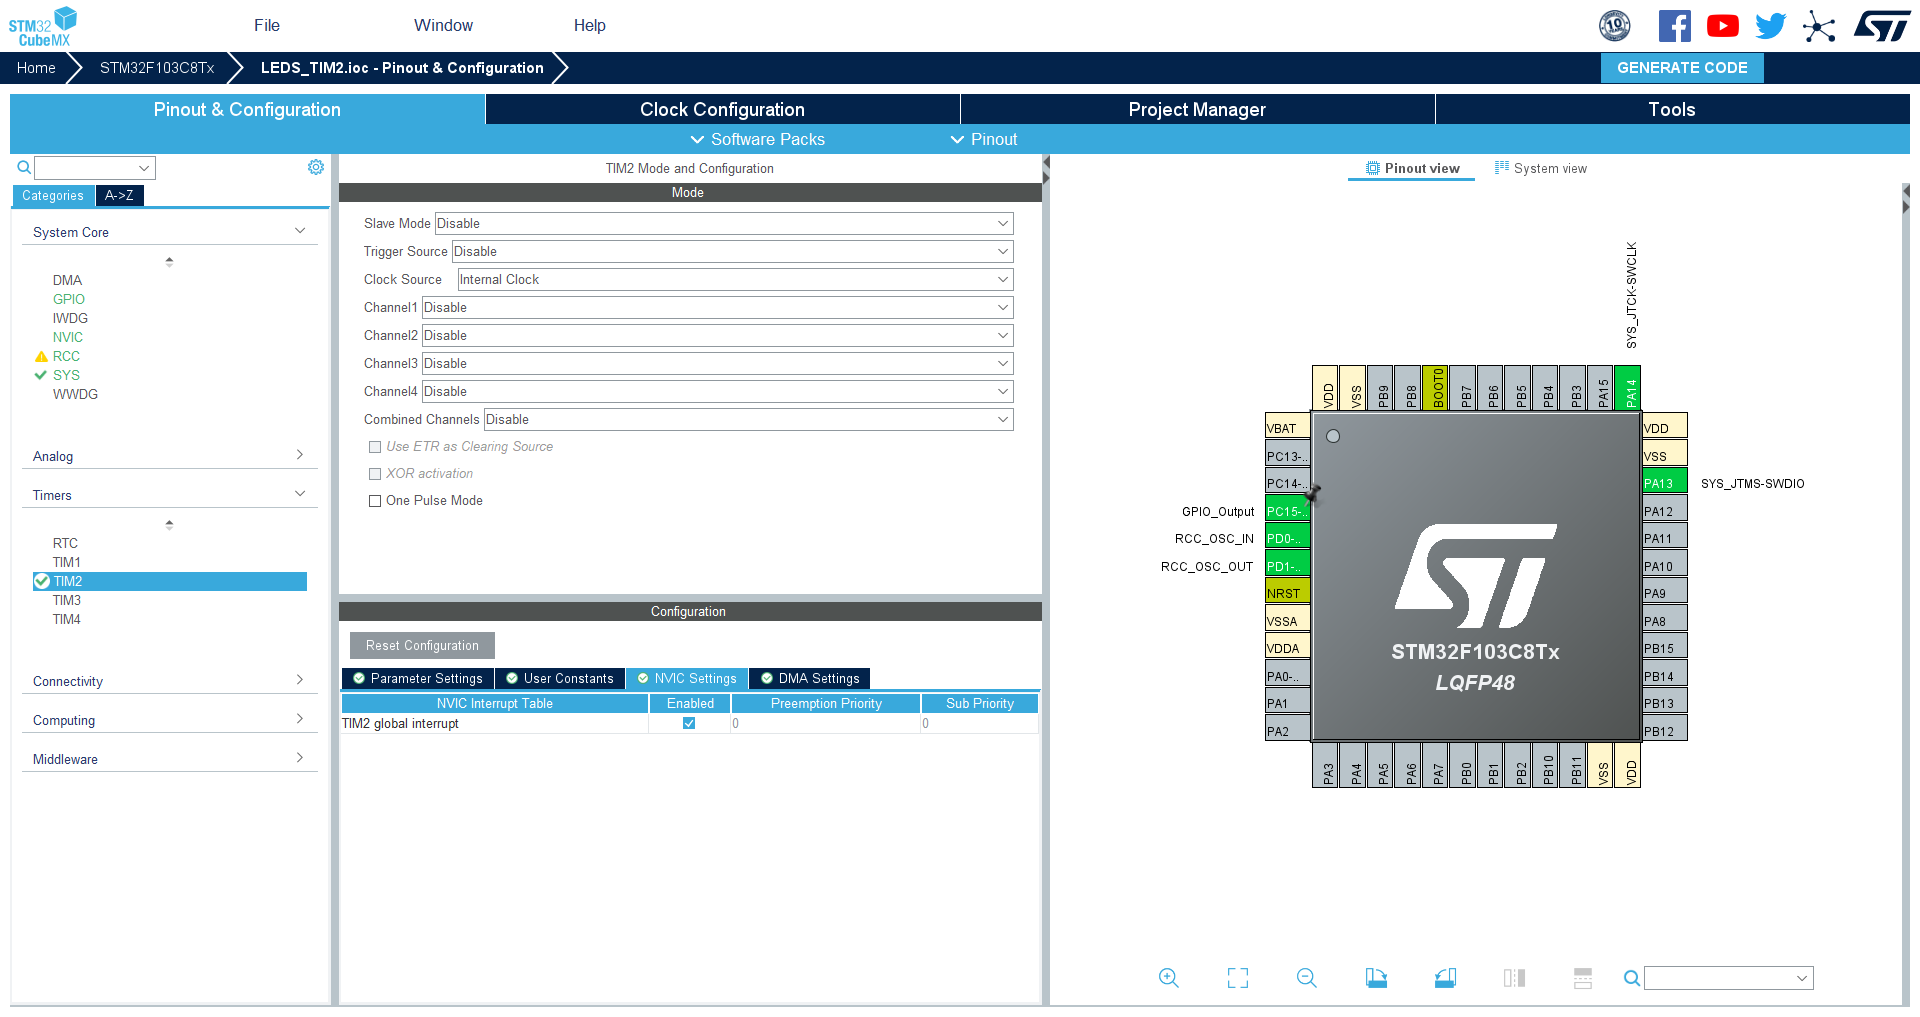 STM32
CubeMX
File
Window
Help
10
Home
STM32F103C8Tx
LEDS_TIM2.ioc - Pinout & Configuration
GENERATE CODE
Pinout & Configuration
Clock Configuration
Project Manager
Tools
Software Packs
Pinout
Categories
A->Z
System Core
DMA
GPIO
IWDG
NVIC
RCC
SYS
WWDG
Analog
Timers
RTC
TIM1
TIM2
TIM3
TIM4
Connectivity
Computing
Middleware
TIM2 Mode and Configuration
Mode
Slave Mode Disable
Trigger Source Disable
Clock Source Internal Clock
Channel1 Disable
Channel2 Disable
Channel3 Disable
Channel4 Disable
Combined Channels Disable
Use ETR as Clearing Source
XOR activation
One Pulse Mode
Configuration
Reset Configuration
Parameter Settings
User Constants
NVIC Settings
DMA Settings
NVIC Interrupt Table
Enabled
Preemption Priority
Sub Priority
TIM2 global interrupt
0
0
Pinout view
System view
SYS_JTCK-SWCLK
VDD
VSS
PB9
PB8
BOOT0
PB7
PB6
PB5
PB4
PB3
PA15
PA14
VBAT
PC13-..
PC14-..
GPIO_Output
PC15-..
RCC_OSC_IN
PD0-..
RCC_OSC_OUT
PD1-..
NRST
VSSA
VDDA
PA0-..
PA1
PA2
ST
STM32F103C8Tx
LQFP48
VDD
VSS
PA13
SYS_JTMS-SWDIO
PA12
PA11
PA10
PA9
PA8
PB15
PB14
PB13
PB12
PA3
PA4
PA5
PA6
PA7
PB0
PB1
PB2
PB10
PB11
VSS
VDD